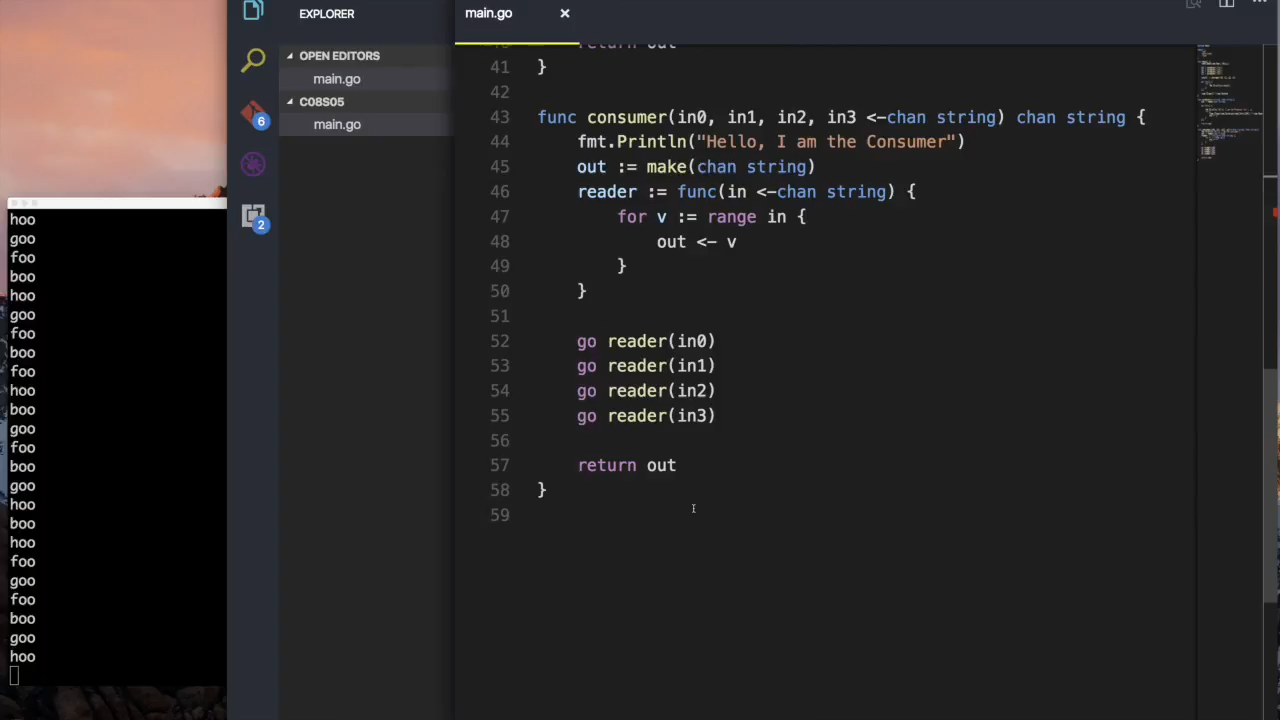 EXPLORER
OPEN EDITORS
main.go
C08S05
main.go
6
2
main.go ×
return out
41 }
42
43 func consumer(in0, in1, in2, in3 <-chan string) chan string {
44 fmt.Println("Hello, I am the Consumer")
45 out := make(chan string)
46 reader := func(in <-chan string) {
47 for v := range in {
48 out <- v
49 }
50 }
51
52 go reader(in0)
53 go reader(in1)
54 go reader(in2)
55 go reader(in3)
56
57 return out
58 }
59
hoo
goo
foo
boo
hoo
goo
foo
boo
foo
hoo
boo
goo
foo
boo
goo
hoo
boo
hoo
foo
goo
foo
boo
goo
hoo